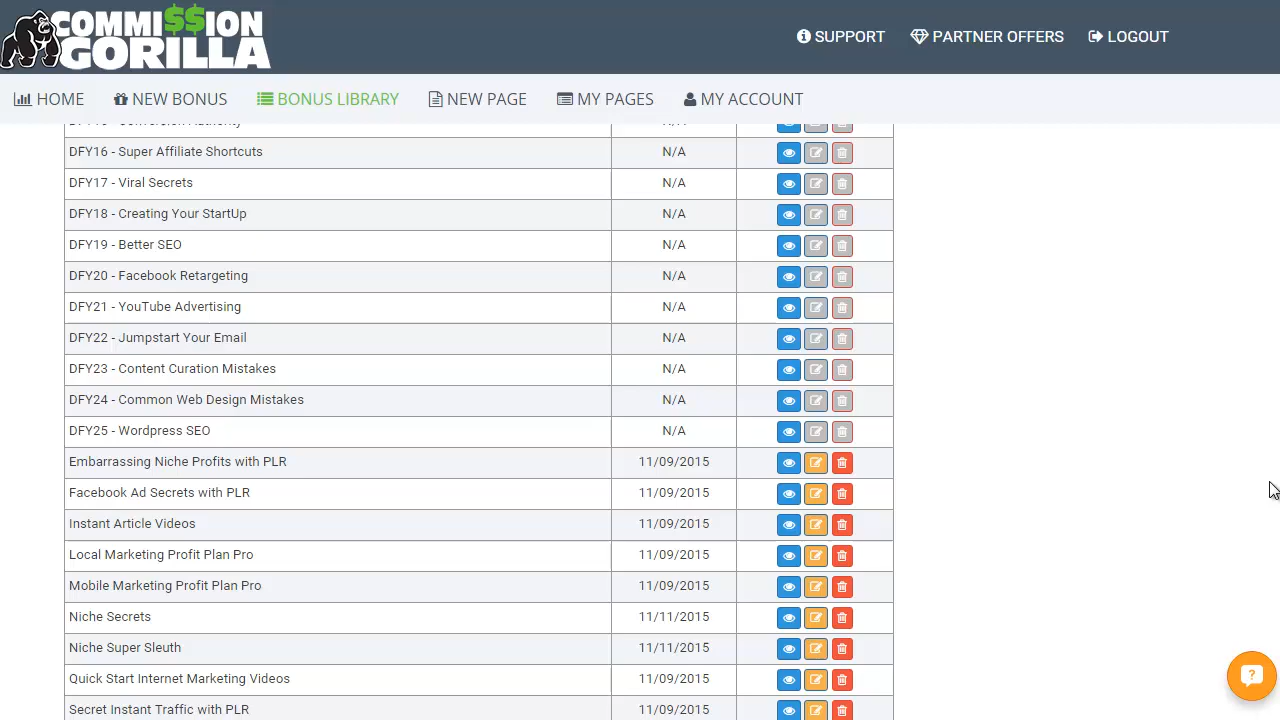 COMMI$$ION
GORILLA
SUPPORT PARTNER OFFERS LOGOUT
HOME NEW BONUS BONUS LIBRARY NEW PAGE MY PAGES MY ACCOUNT
DFY16 - Super Affiliate Shortcuts N/A
DFY17 - Viral Secrets N/A
DFY18 - Creating Your StartUp N/A
DFY19 - Better SEO N/A
DFY20 - Facebook Retargeting N/A
DFY21 - YouTube Advertising N/A
DFY22 - Jumpstart Your Email N/A
DFY23 - Content Curation Mistakes N/A
DFY24 - Common Web Design Mistakes N/A
DFY25 - Wordpress SEO N/A
Embarrassing Niche Profits with PLR 11/09/2015
Facebook Ad Secrets with PLR 11/09/2015
Instant Article Videos 11/09/2015
Local Marketing Profit Plan Pro 11/09/2015
Mobile Marketing Profit Plan Pro 11/09/2015
Niche Secrets 11/11/2015
Niche Super Sleuth 11/11/2015
Quick Start Internet Marketing Videos 11/09/2015
Secret Instant Traffic with PLR 11/09/2015